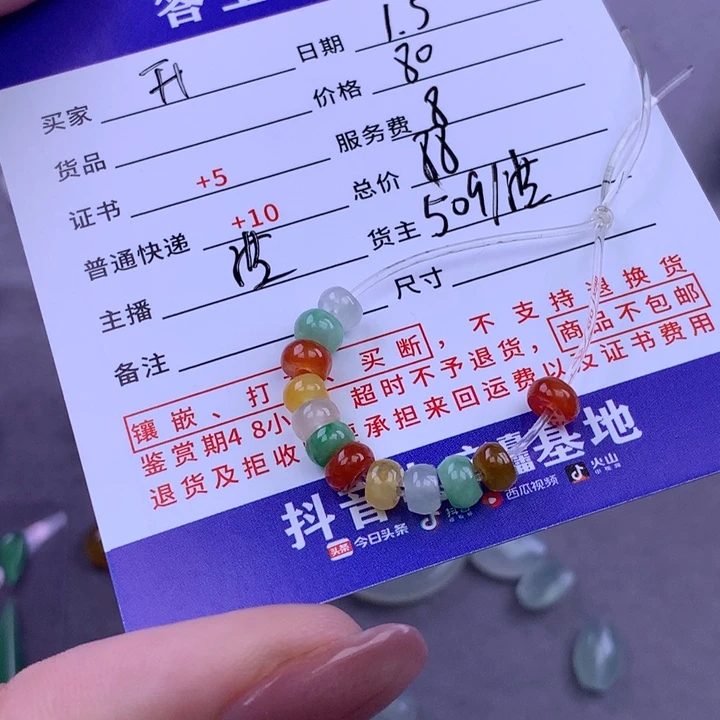 日期 1.5
买家
价格 80
货品
服务费 8
证书 +5
总价 88
普通快递 +10
货主 509/
主播
尺寸
备注
镶嵌、打 买断，不支持退换货
鉴赏期48小 超时不予退货，商品不包邮
退货及拒收 承担来回运费以及证书费用
抖音 基地
头条 今日头条 抖音 西瓜视频 火山